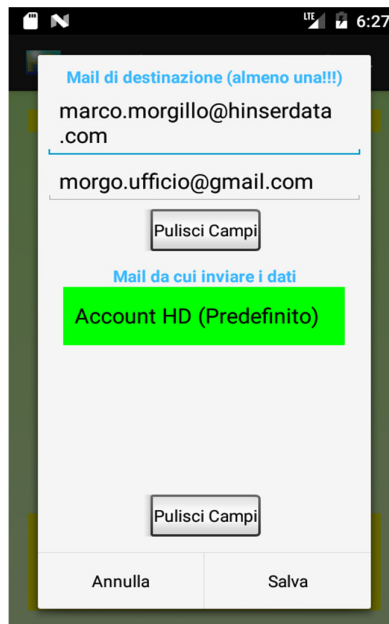 LTE 6:27
Mail di destinazione (almeno una!!!)
marco.morgillo@hinserdata
.com
morgo.ufficio@gmail.com
Pulisci Campi
Mail da cui inviare i dati
Account HD (Predefinito)
Pulisci Campi
Annulla Salva